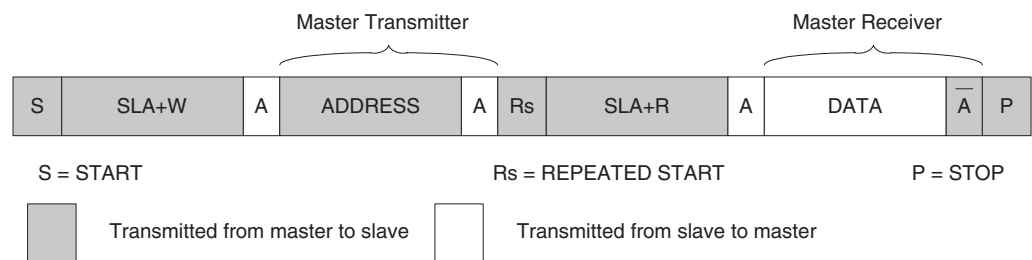 Master Transmitter Master Receiver
S SLA+W A ADDRESS A Rs SLA+R A DATA A̅ P
S = START Rs = REPEATED START P = STOP
Transmitted from master to slave Transmitted from slave to master